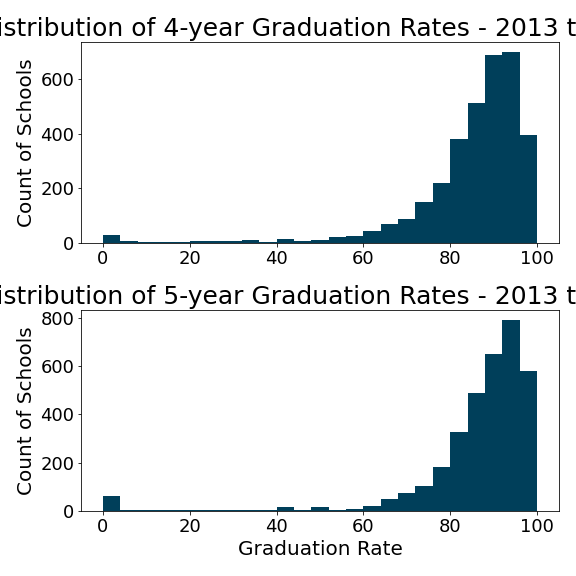 istribution of 4-year Graduation Rates - 2013 t
Count of Schools
600
400
200
0
0 20 40 60 80 100
istribution of 5-year Graduation Rates - 2013 t
Count of Schools
800
600
400
200
0
0 20 40 60 80 100
Graduation Rate